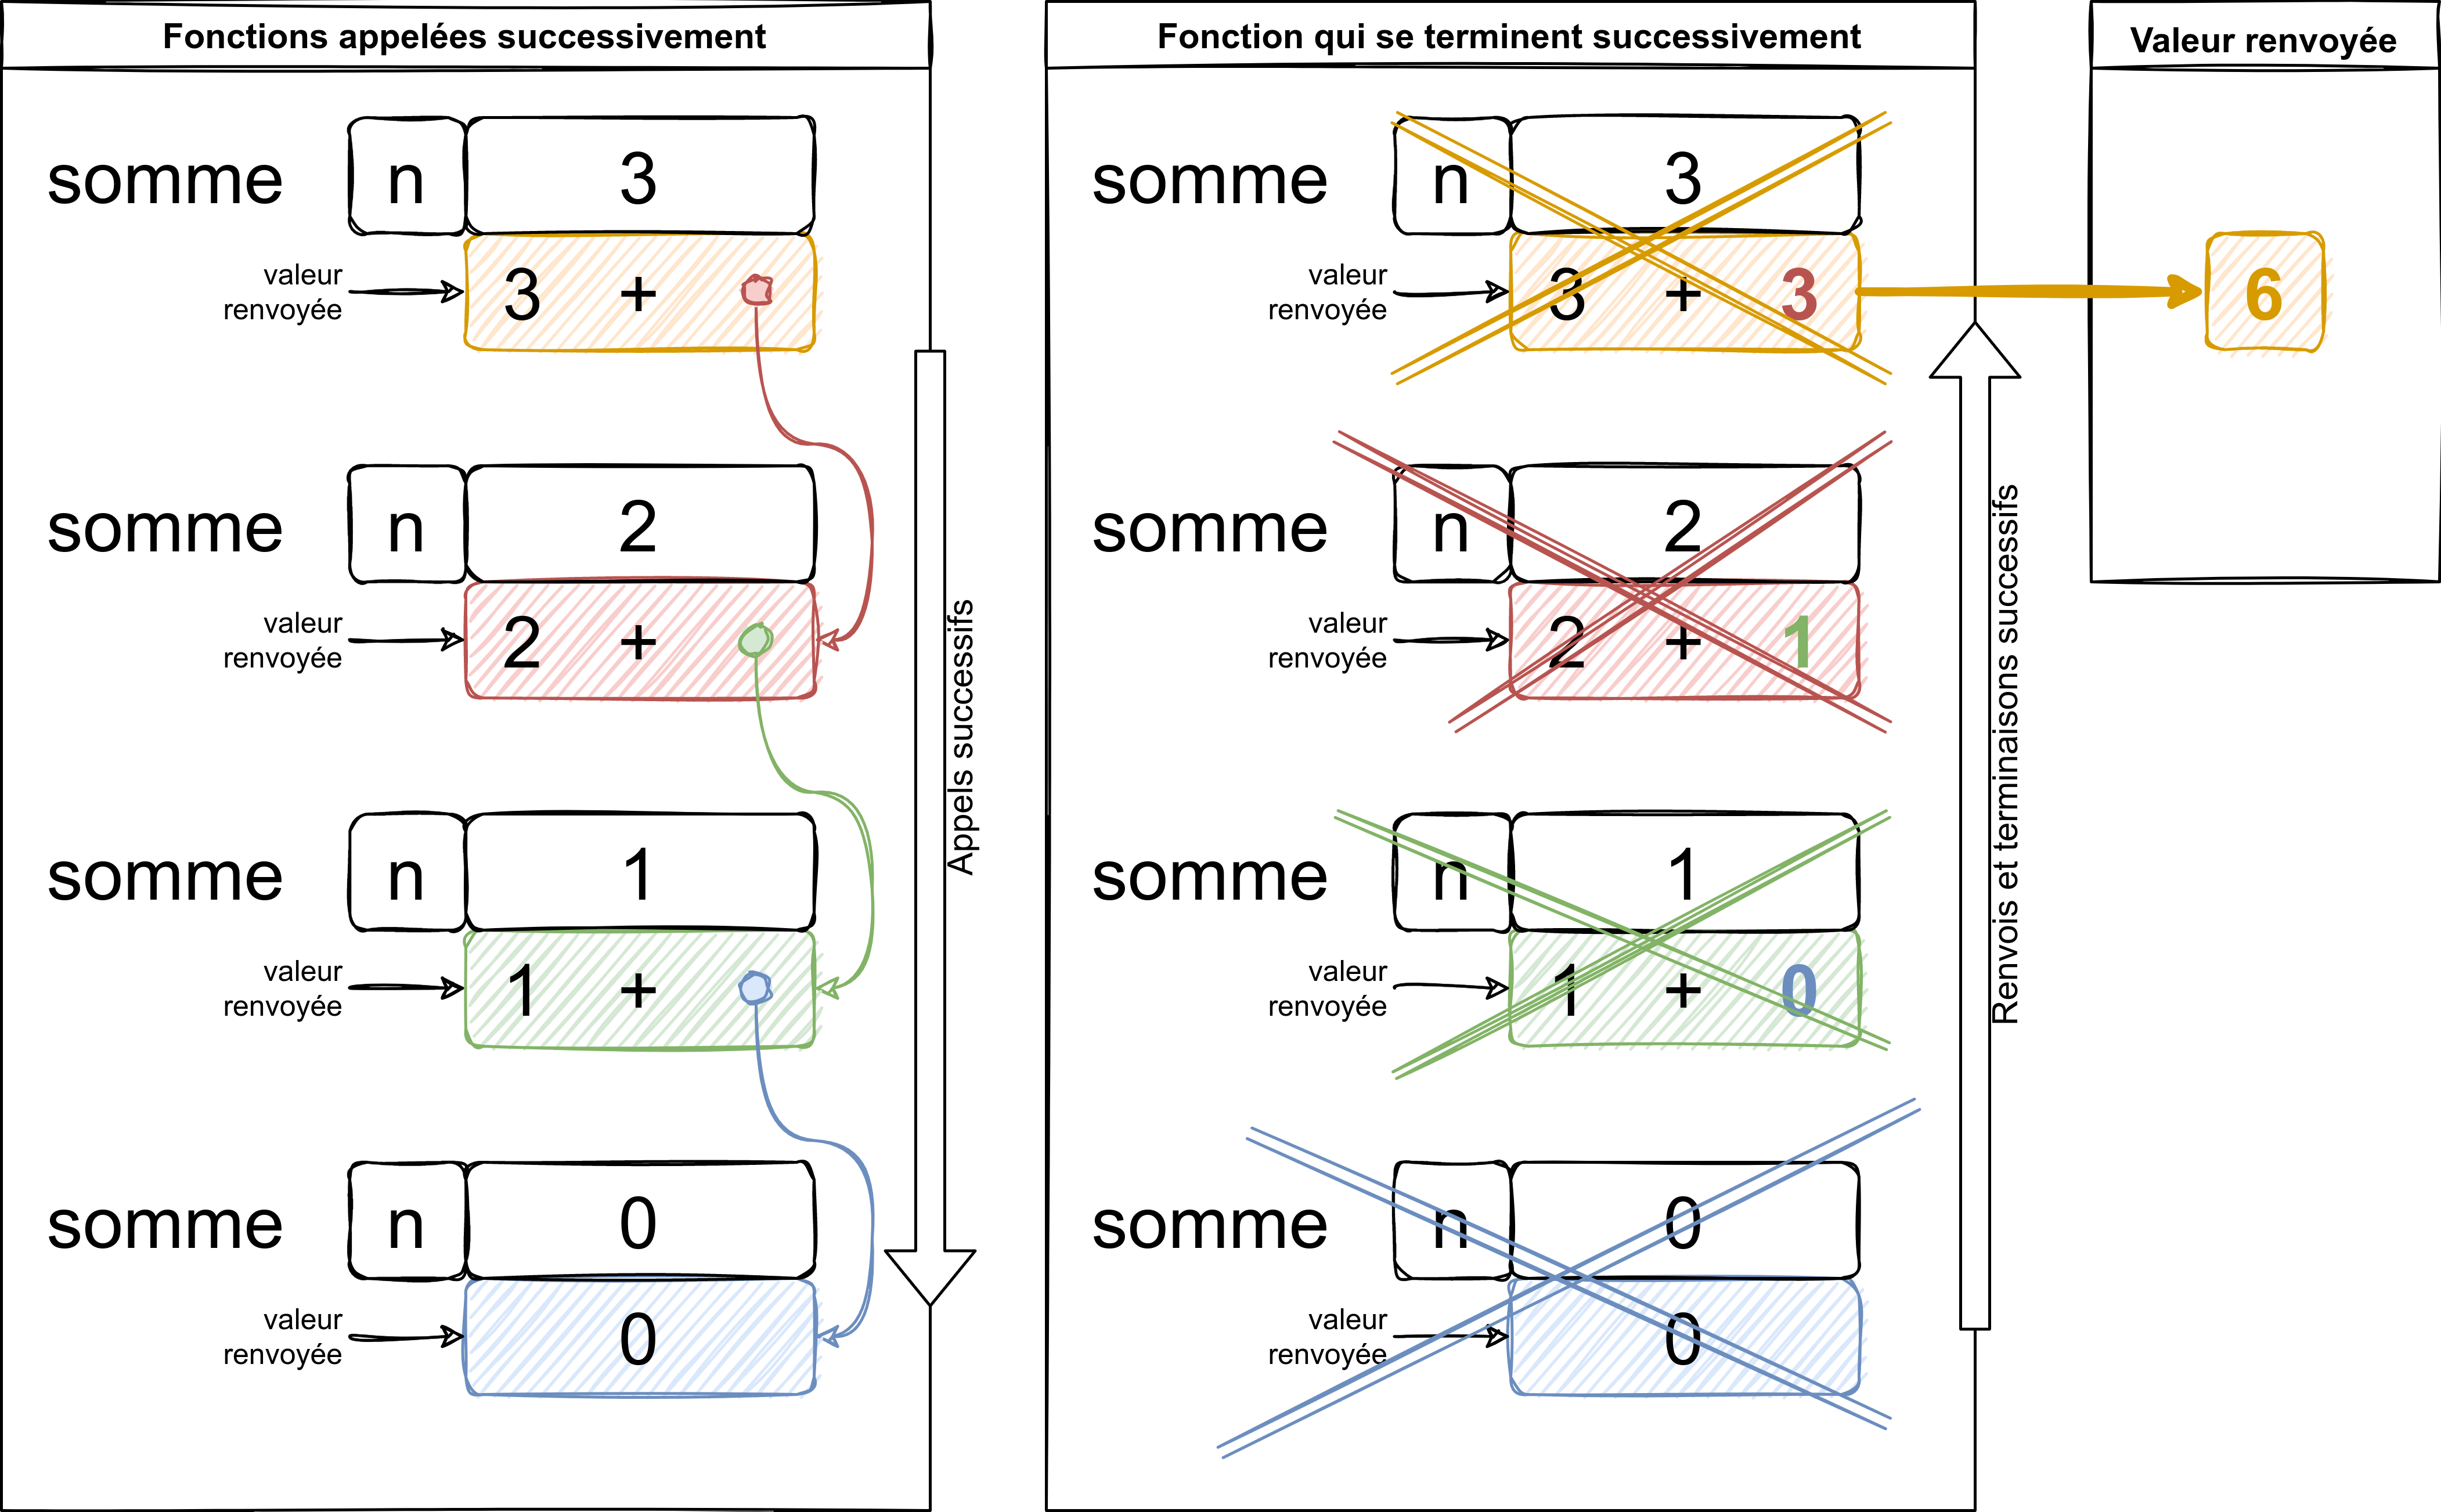 Fonctions appelées successivement
somme n 3
valeur
renvoyée
3 +
somme n 2
valeur
renvoyée
2 +
somme n 1
valeur
renvoyée
1 +
somme n 0
valeur
renvoyée
0
Appels successifs
Fonction qui se terminent successivement
somme n 3
valeur
renvoyée
3 + 3
somme n 2
valeur
renvoyée
2 + 1
somme n 1
valeur
renvoyée
1 + 0
somme n 0
valeur
renvoyée
0
Renvois et terminaisons successifs
Valeur renvoyée
6